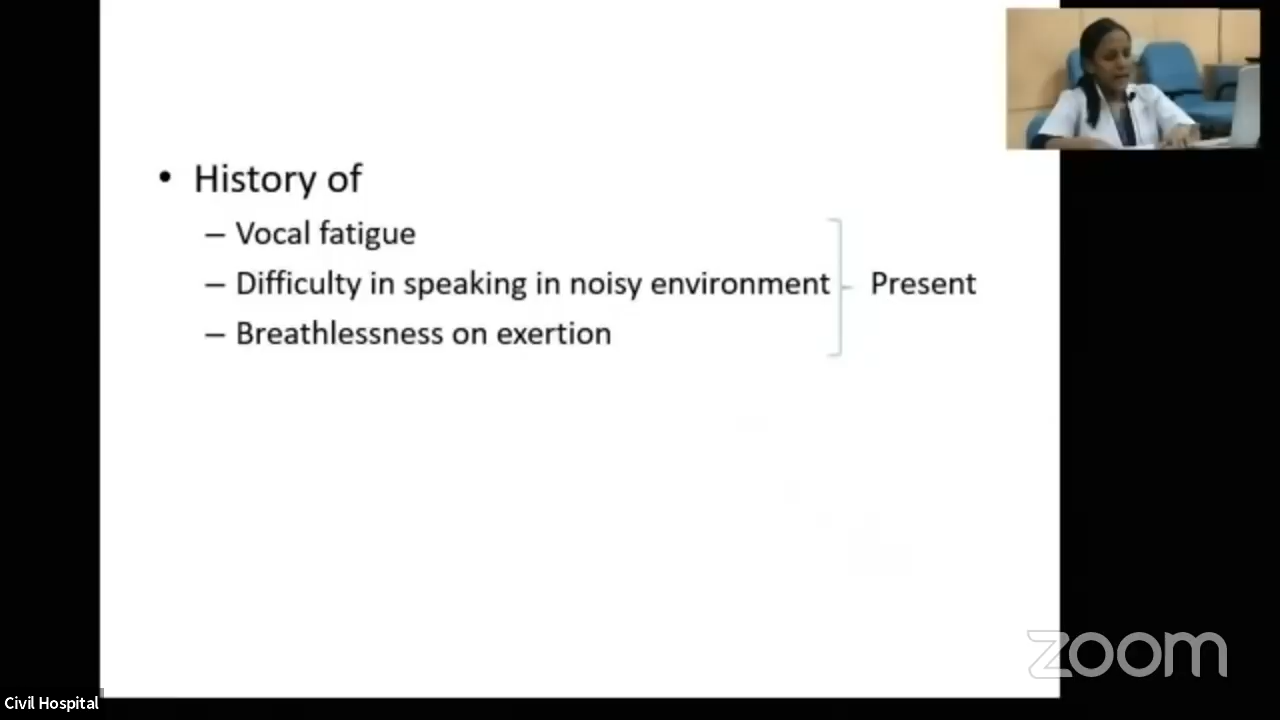 • History of
– Vocal fatigue
– Difficulty in speaking in noisy environment
Present
– Breathlessness on exertion
zoom
Civil Hospital